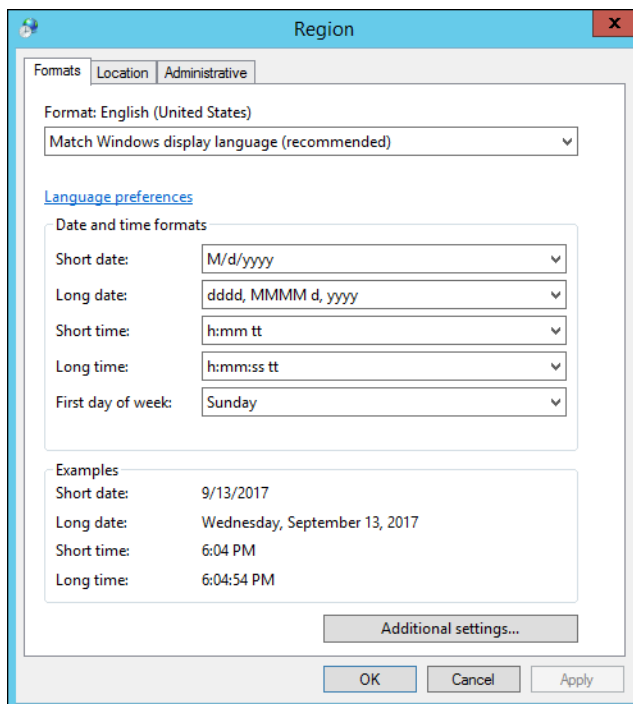 Region
x
Formats Location Administrative
Format: English (United States)
Match Windows display language (recommended)
Language preferences
Date and time formats
Short date: M/d/yyyy
Long date: dddd, MMMM d, yyyy
Short time: h:mm tt
Long time: h:mm:ss tt
First day of week: Sunday
Examples
Short date: 9/13/2017
Long date: Wednesday, September 13, 2017
Short time: 6:04 PM
Long time: 6:04:54 PM
Additional settings...
OK Cancel Apply